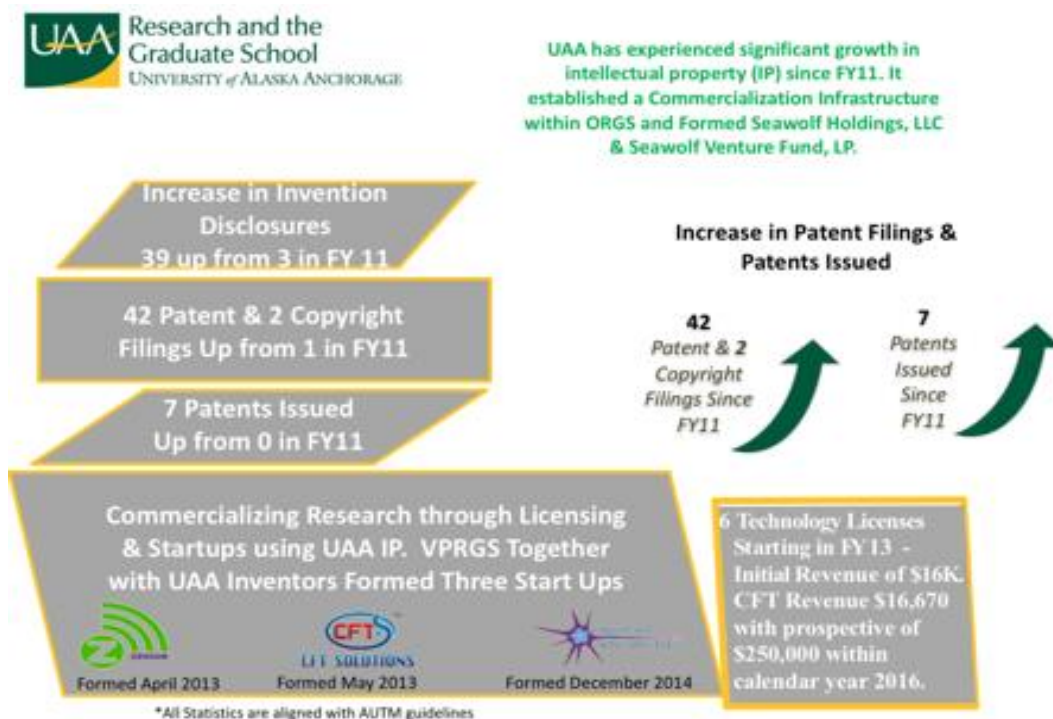 UAA
Research and the
Graduate School
UNIVERSITY of ALASKA ANCHORAGE
UAA has experienced significant growth in
intellectual property (IP) since FY11. It
established a Commercialization Infrastructure
within ORGS and Formed Seawolf Holdings, LLC
& Seawolf Venture Fund, LP.
Increase in Invention
Disclosures
39 up from 3 in FY 11
42 Patent & 2 Copyright
Filings Up from 1 in FY11
7 Patents Issued
Up from 0 in FY11
Increase in Patent Filings &
Patents Issued
42
Patent & 2
Copyright
Filings Since
FY11
7
Patents
Issued
Since
FY11
Commercializing Research through Licensing
& Startups using UAA IP. VPRGS Together
with UAA Inventors Formed Three Start Ups
CFT
SOLUTIONS
Formed April 2013
Formed May 2013
Formed December 2014
6 Technology Licenses
Starting in FY13 -
Initial Revenue of $16K.
CFT Revenue $16,670
with prospective of
$250,000 within
calendar year 2016.
*All Statistics are aligned with AUTM guidelines